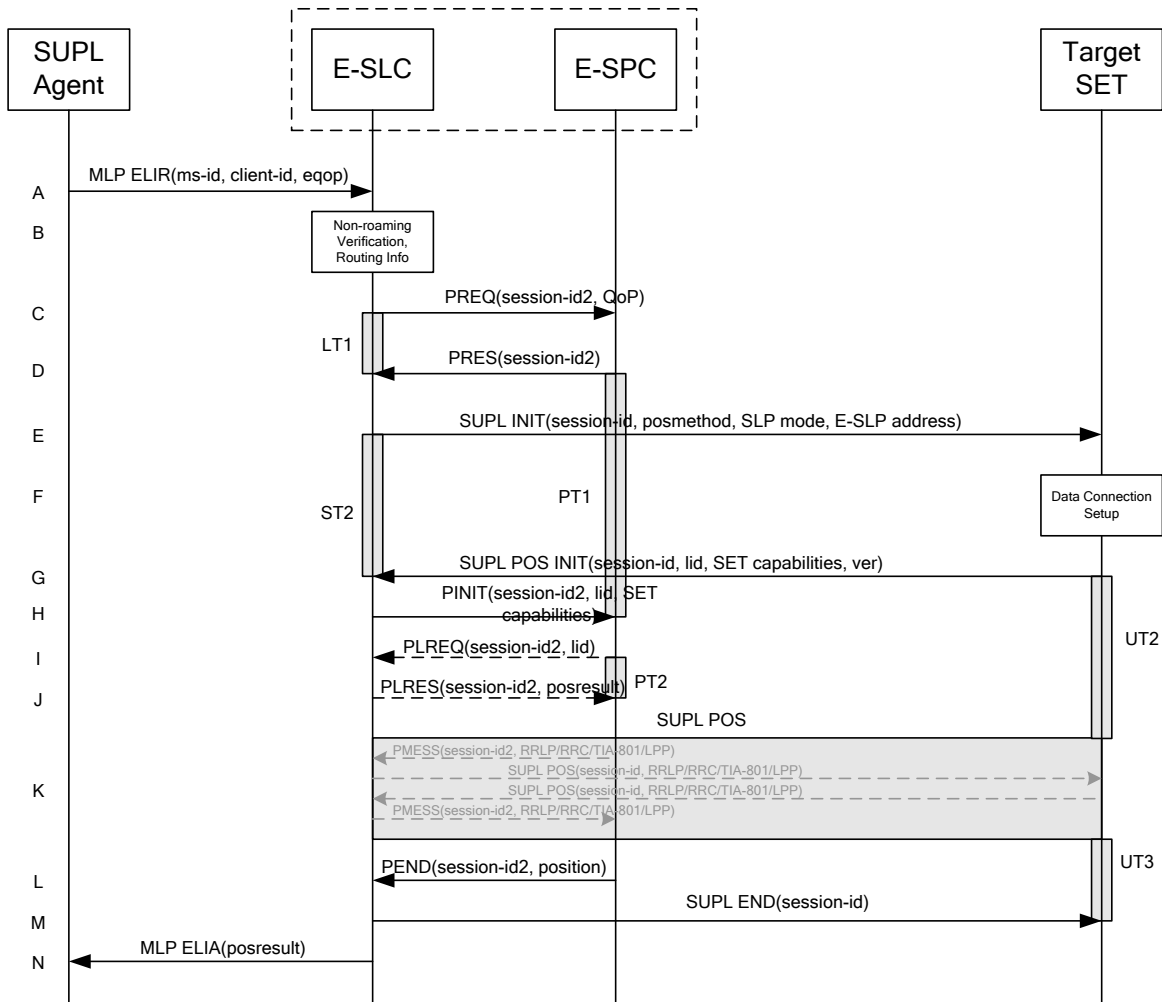 SUPL
Agent
E-SLC
E-SPC
Target
SET
MLP ELIR(ms-id, client-id, eqop)
A
B
Non-roaming
Verification,
Routing Info
PREQ(session-id2, QoP)
C
LT1
PRES(session-id2)
D
SUPL INIT(session-id, posmethod, SLP mode, E-SLP address)
E
F
ST2
PT1
Data Connection
Setup
SUPL POS INIT(session-id, lid, SET capabilities, ver)
G
PINIT(session-id2, lid, SET
capabilities)
H
PLREQ(session-id2, lid)
I
UT2
PLRES(session-id2, posresult)
PT2
J
SUPL POS
PMESS(session-id2, RRLP/RRC/TIA-801/LPP)
SUPL POS(session-id, RRLP/RRC/TIA-801/LPP)
K
SUPL POS(session-id, RRLP/RRC/TIA-801/LPP)
PMESS(session-id2, RRLP/RRC/TIA-801/LPP)
PEND(session-id2, position)
UT3
L
SUPL END(session-id)
M
MLP ELIA(posresult)
N